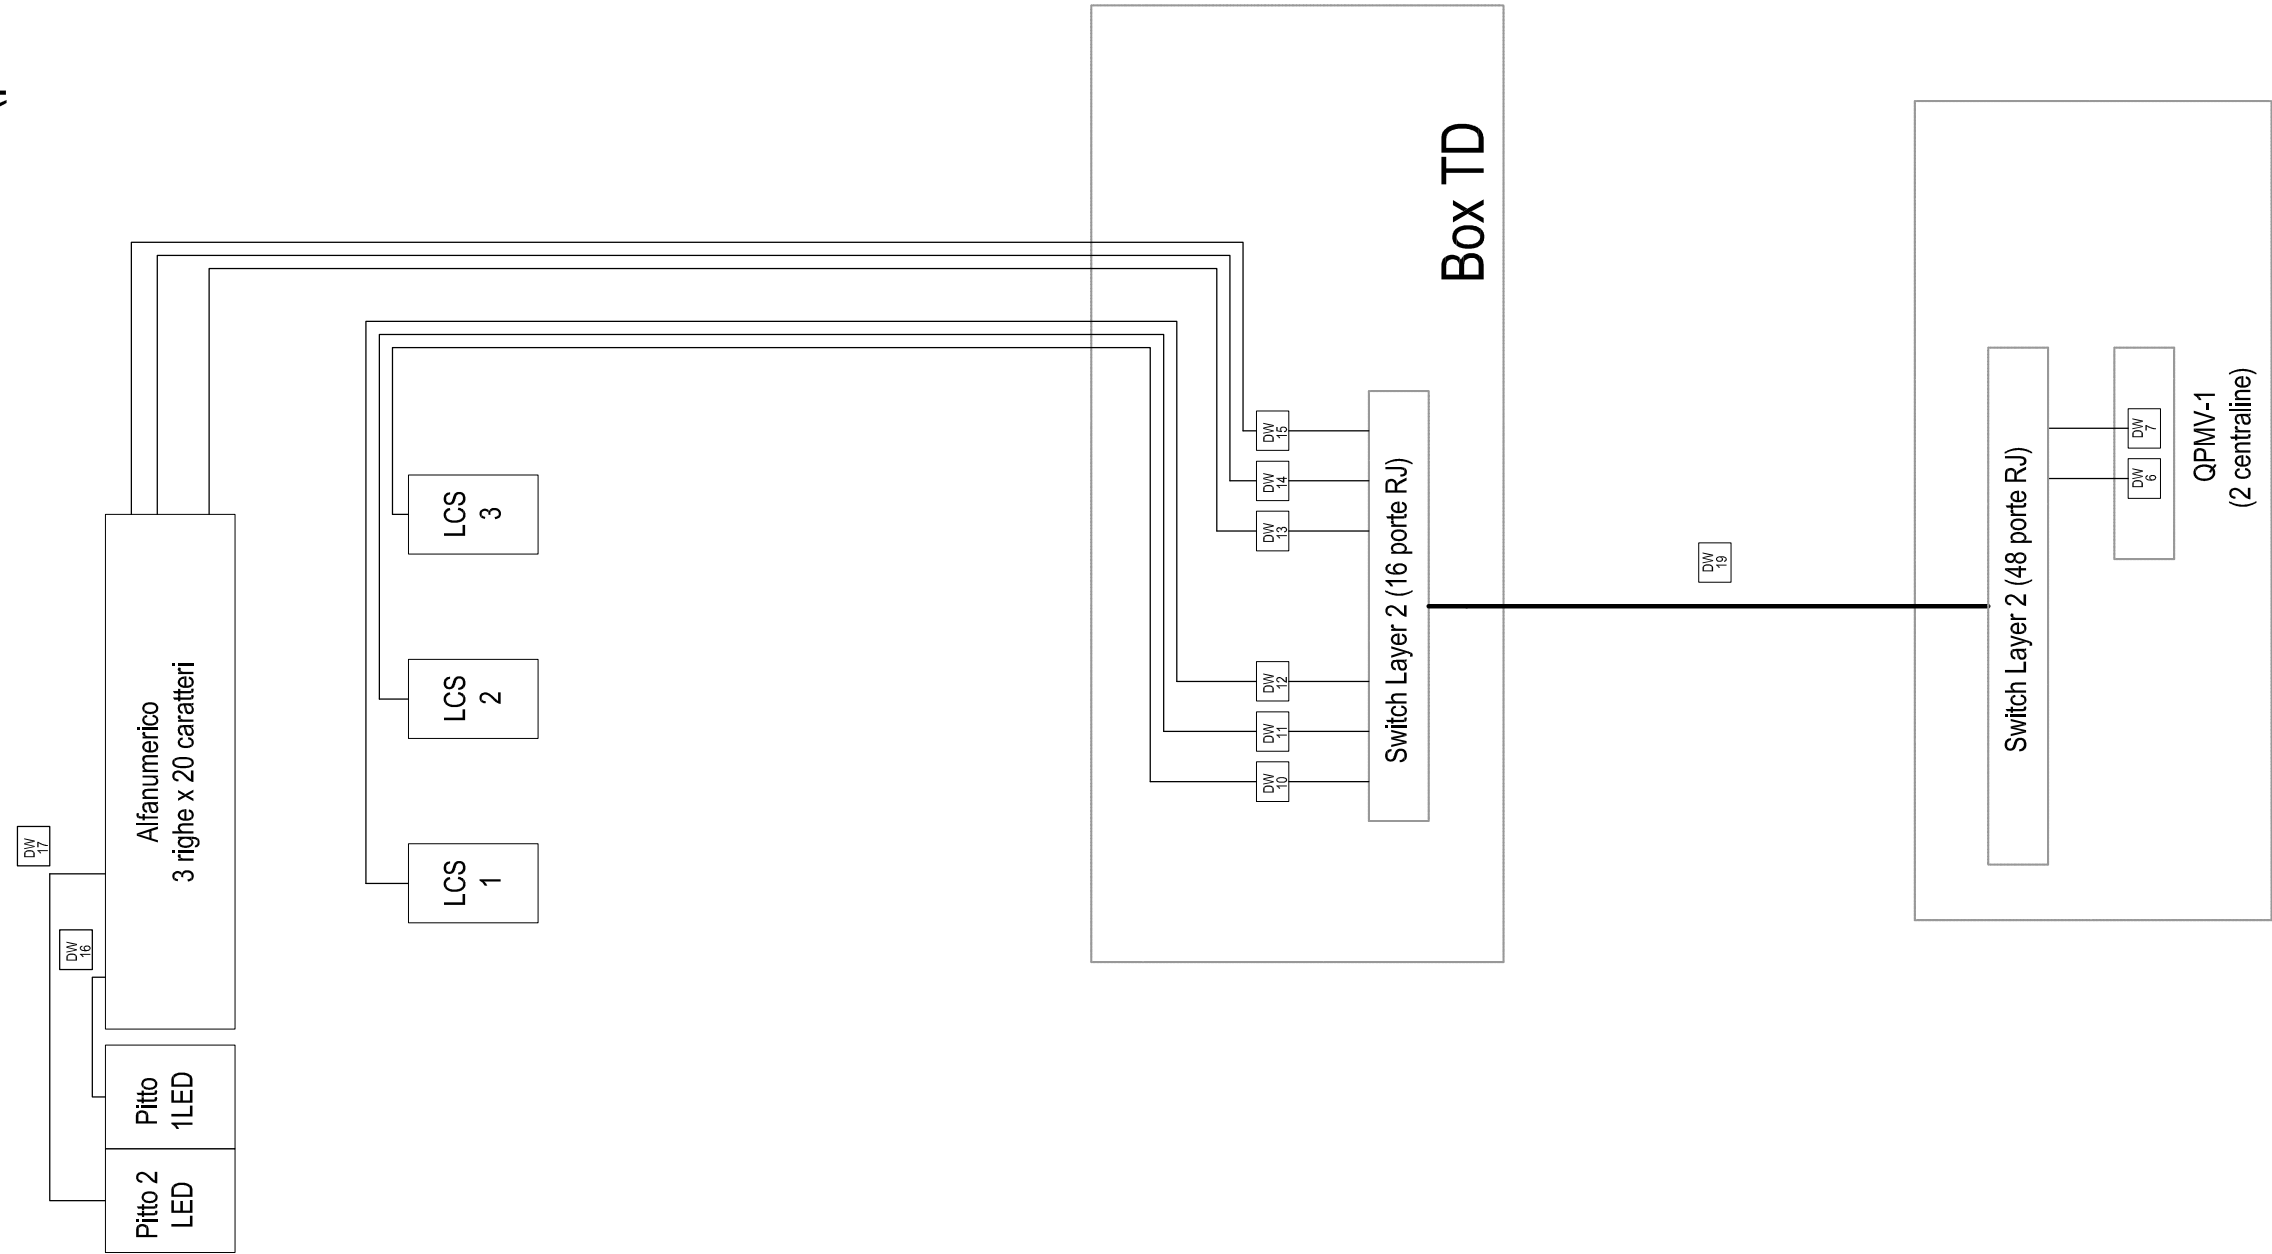 Box TD
Alfanumerico
3 righe x 20 caratteri
Pitto
1LED
Pitto 2
LED
DW
17
DW
16
LCS
3
LCS
2
LCS
1
DW
15
DW
14
DW
13
DW
12
DW
11
DW
10
Switch Layer 2 (16 porte RJ)
DW
19
Switch Layer 2 (48 porte RJ)
DW
7
DW
6
QPMV-1
(2 centraline)